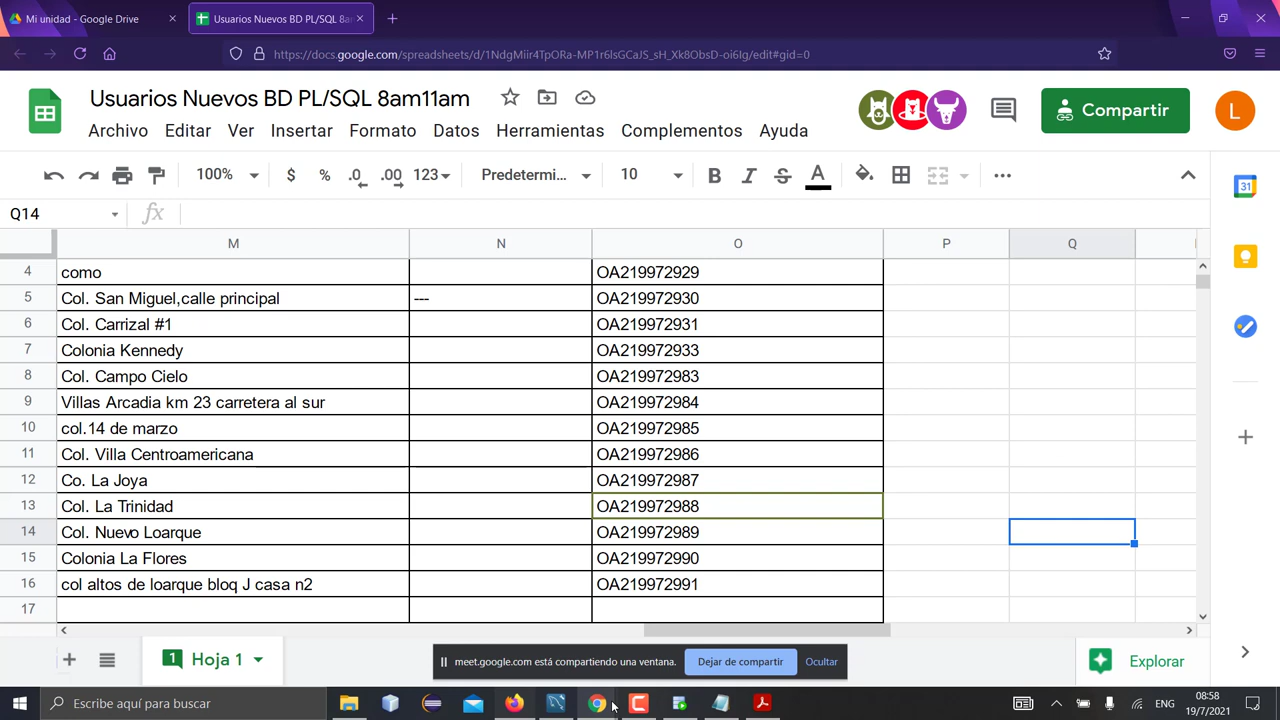 Mi unidad - Google Drive
Usuarios Nuevos BD PL/SQL 8am
https://docs.google.com/spreadsheets/d/1NdgMiir4TpORa-MP1r6lsGCaJS_sH_Xk8ObsD-oi6Ig/edit#gid=0
Usuarios Nuevos BD PL/SQL 8am11am
Compartir
L
Archivo Editar Ver Insertar Formato Datos Herramientas Complementos Ayuda
100% $ % .0 .00 123 Predetermi... 10 B I S A
31
Q14 fx
M N O P Q
4 como OA219972929
5 Col. San Miguel,calle principal --- OA219972930
6 Col. Carrizal #1 OA219972931
7 Colonia Kennedy OA219972933
8 Col. Campo Cielo OA219972983
9 Villas Arcadia km 23 carretera al sur OA219972984
10 col.14 de marzo OA219972985
11 Col. Villa Centroamericana OA219972986
12 Co. La Joya OA219972987
13 Col. La Trinidad OA219972988
14 Col. Nuevo Loarque OA219972989
15 Colonia La Flores OA219972990
16 col altos de loarque bloq J casa n2 OA219972991
17
1 Hoja 1
meet.google.com está compartiendo una ventana. Dejar de compartir Ocultar
Explorar
Escribe aquí para buscar
ENG
08:58
19/7/2021